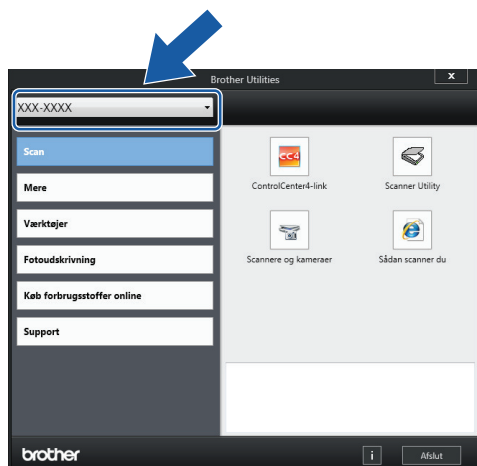 Brother Utilities
X
XXX-XXXX
Scan
Mere
Værktøjer
Fotoudskrivning
Køb forbrugsstoffer online
Support
CC4
ControlCenter4-link
Scanner Utility
Scannere og kameraer
Sådan scanner du
brother
i
Afslut